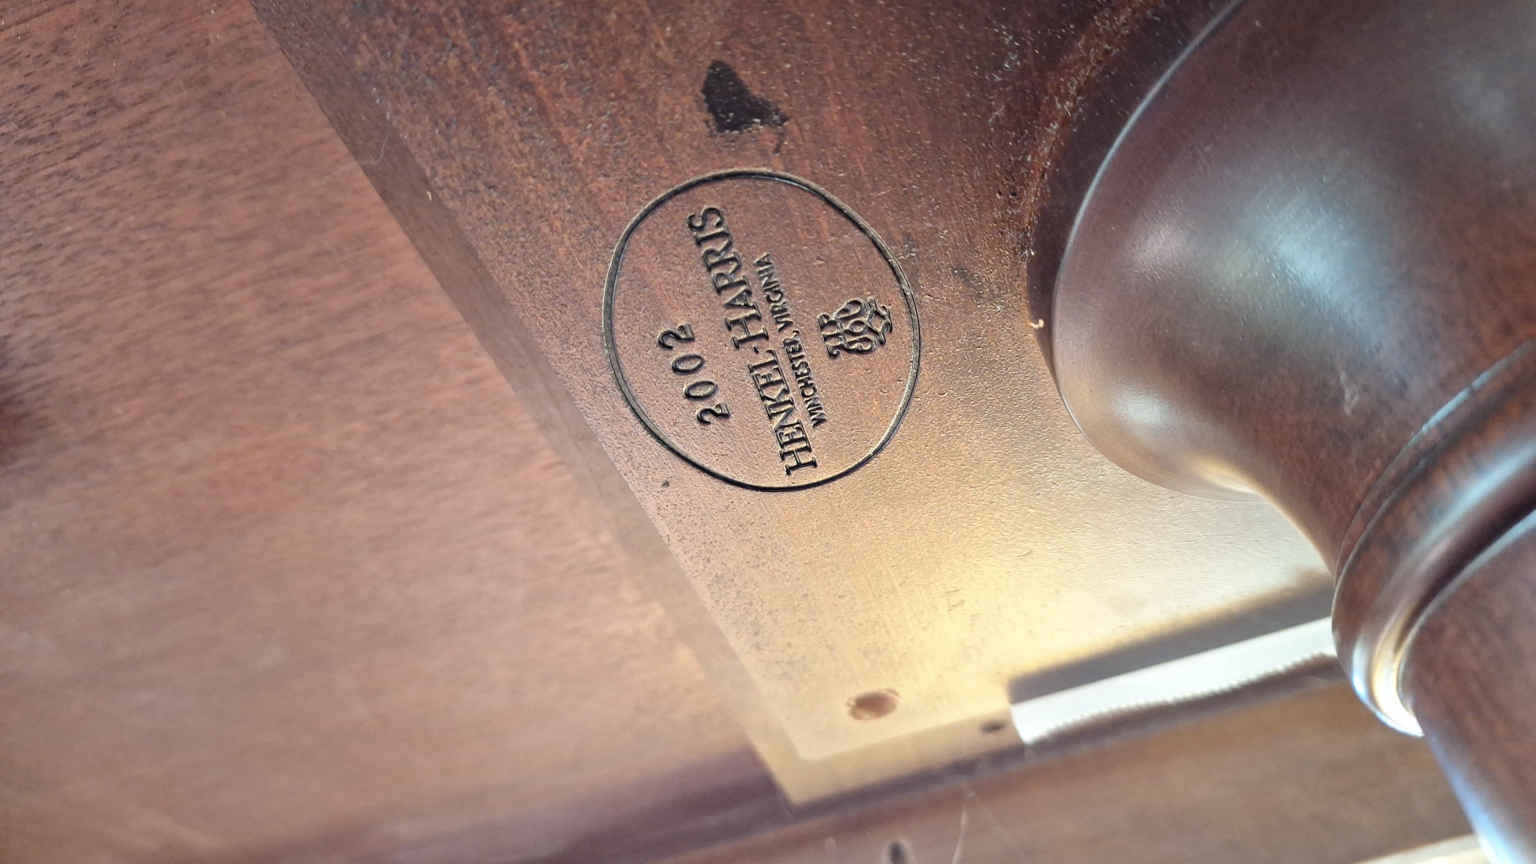 HENKEL-HARRIS
WINCHESTER, VIRGINIA
2002